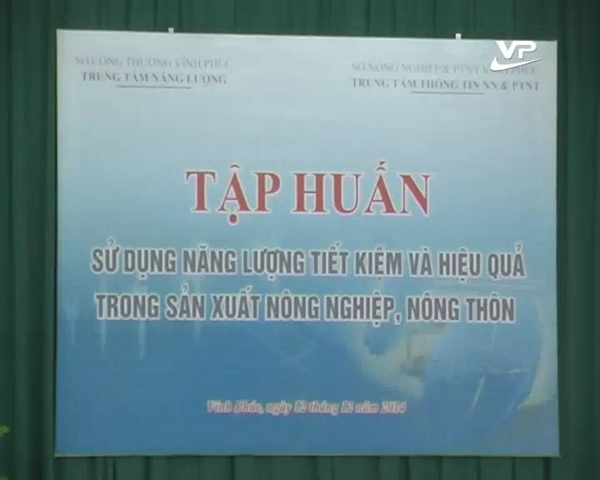 VP
SỞ CÔNG THƯƠNG VĨNH PHÚC
TRUNG TÂM NĂNG LƯỢNG
SỞ NÔNG NGHIỆP & PTNT VĨNH PHÚC
TRUNG TÂM THÔNG TIN NN & PTNT
TẬP HUẤN
SỬ DỤNG NĂNG LƯỢNG TIẾT KIỆM VÀ HIỆU QUẢ
TRONG SẢN XUẤT NÔNG NGHIỆP, NÔNG THÔN
Vĩnh Phúc, ngày 12 tháng 12 năm 2014